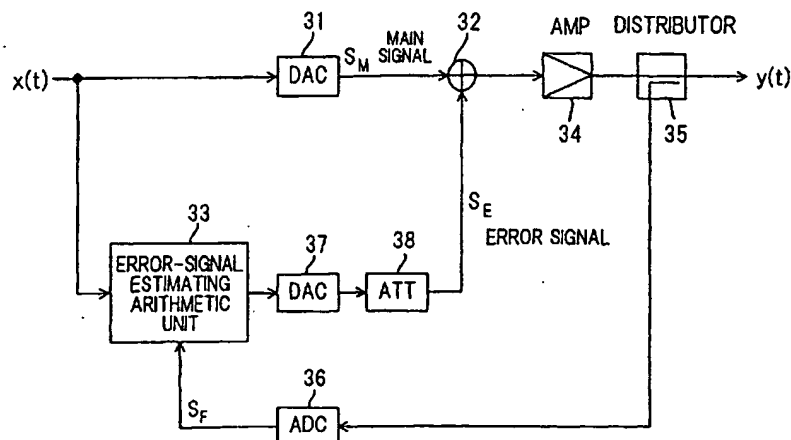 31
S_M
MAIN
SIGNAL
32
AMP
DISTRIBUTOR
x(t)
DAC
y(t)
34
35
33
S_E
ERROR SIGNAL
37
38
ERROR-SIGNAL
ESTIMATING
ARITHMETIC
UNIT
DAC
ATT
36
S_F
ADC